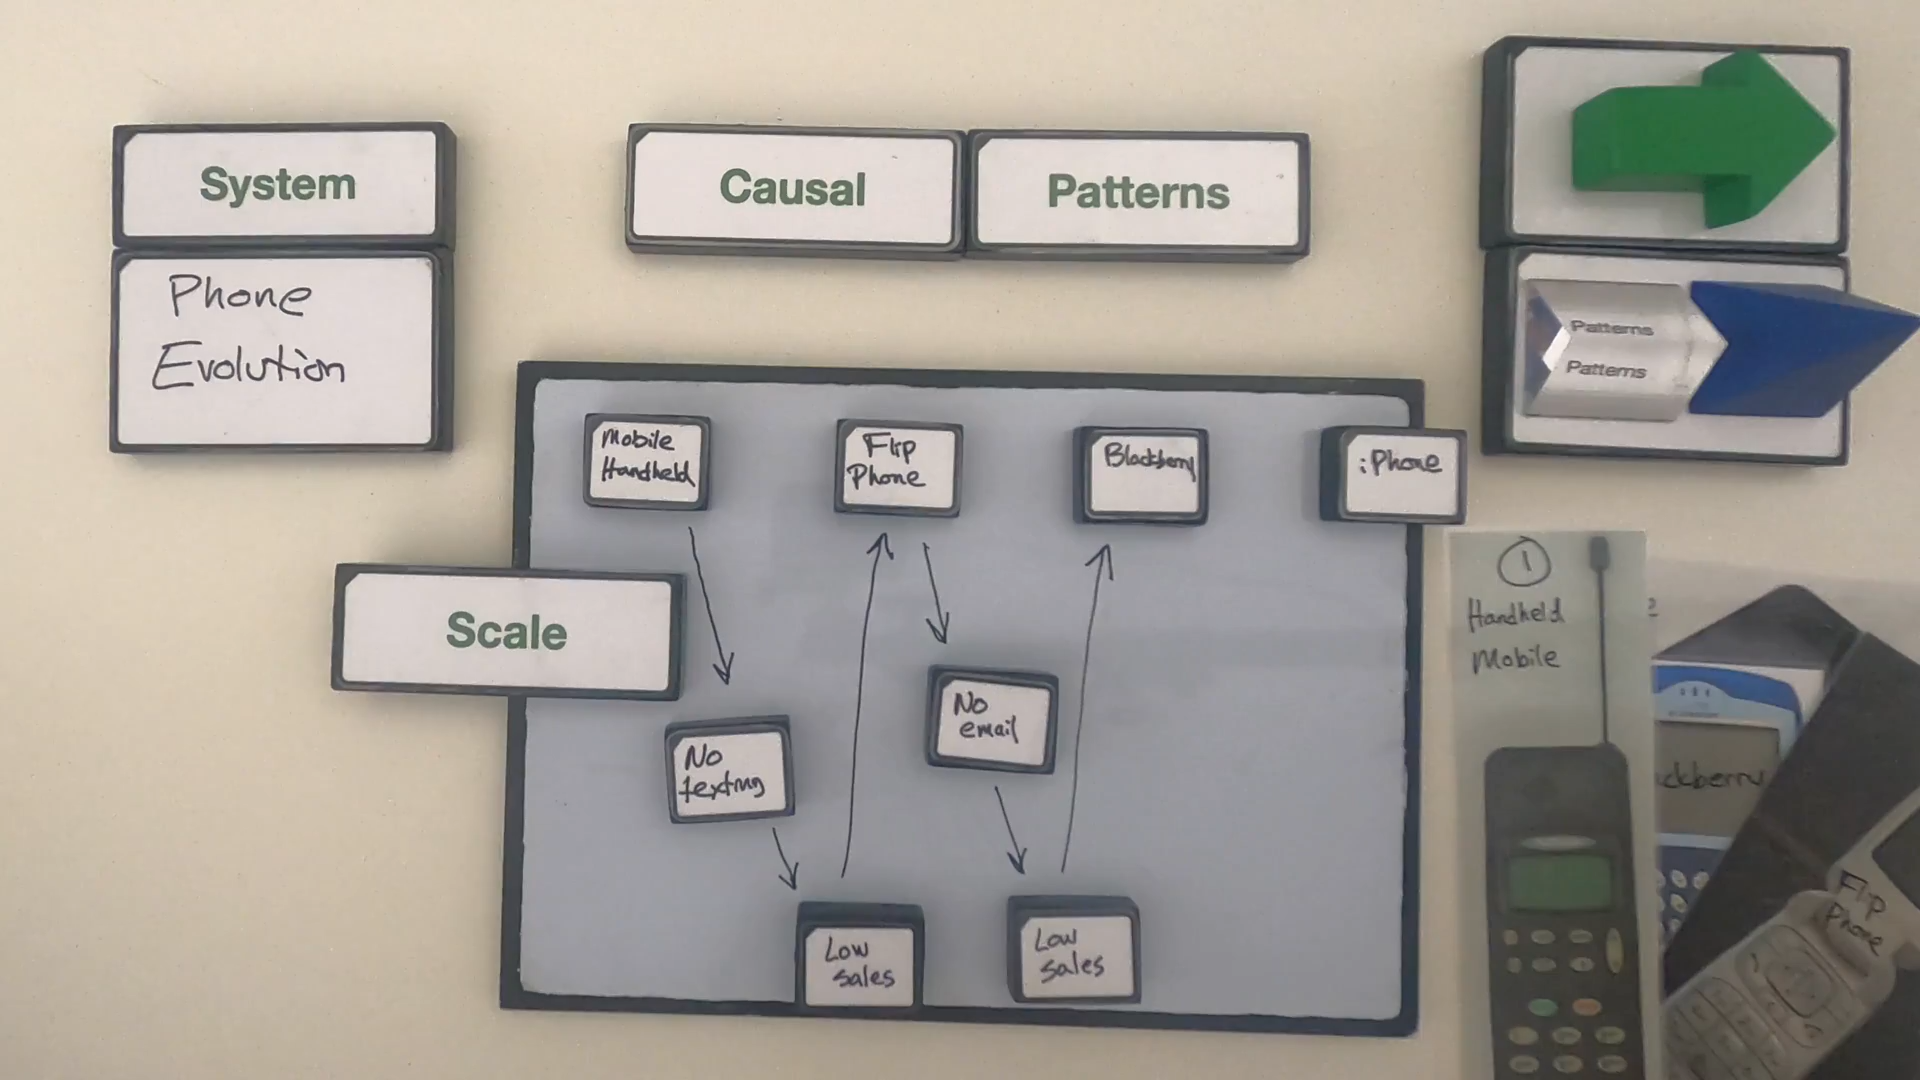 System
Phone
Evolution
Causal
Patterns
Patterns
Patterns
Mobile
Handheld
Flip
Phone
Blackberry
iPhone
Scale
No
texting
No
email
Low
sales
Low
sales
1
Handheld
Mobile
ckberry
Flip
Phone